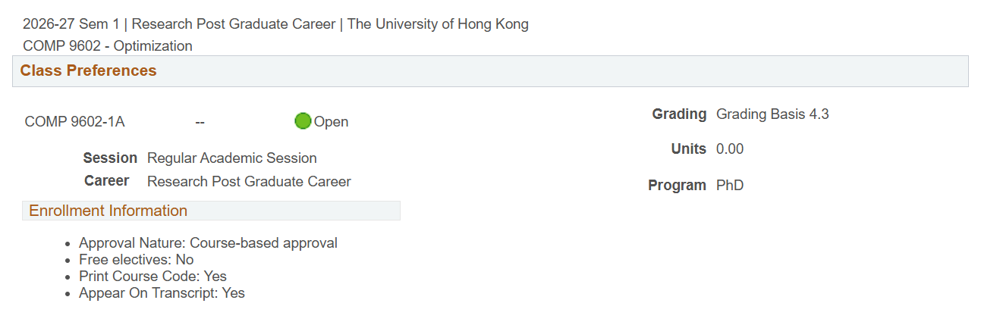 2026-27 Sem 1 | Research Post Graduate Career | The University of Hong Kong
COMP 9602 - Optimization
Class Preferences
COMP 9602-1A -- Open
Session Regular Academic Session
Career Research Post Graduate Career
Grading Grading Basis 4.3
Units 0.00
Program PhD
Enrollment Information
• Approval Nature: Course-based approval
• Free electives: No
• Print Course Code: Yes
• Appear On Transcript: Yes